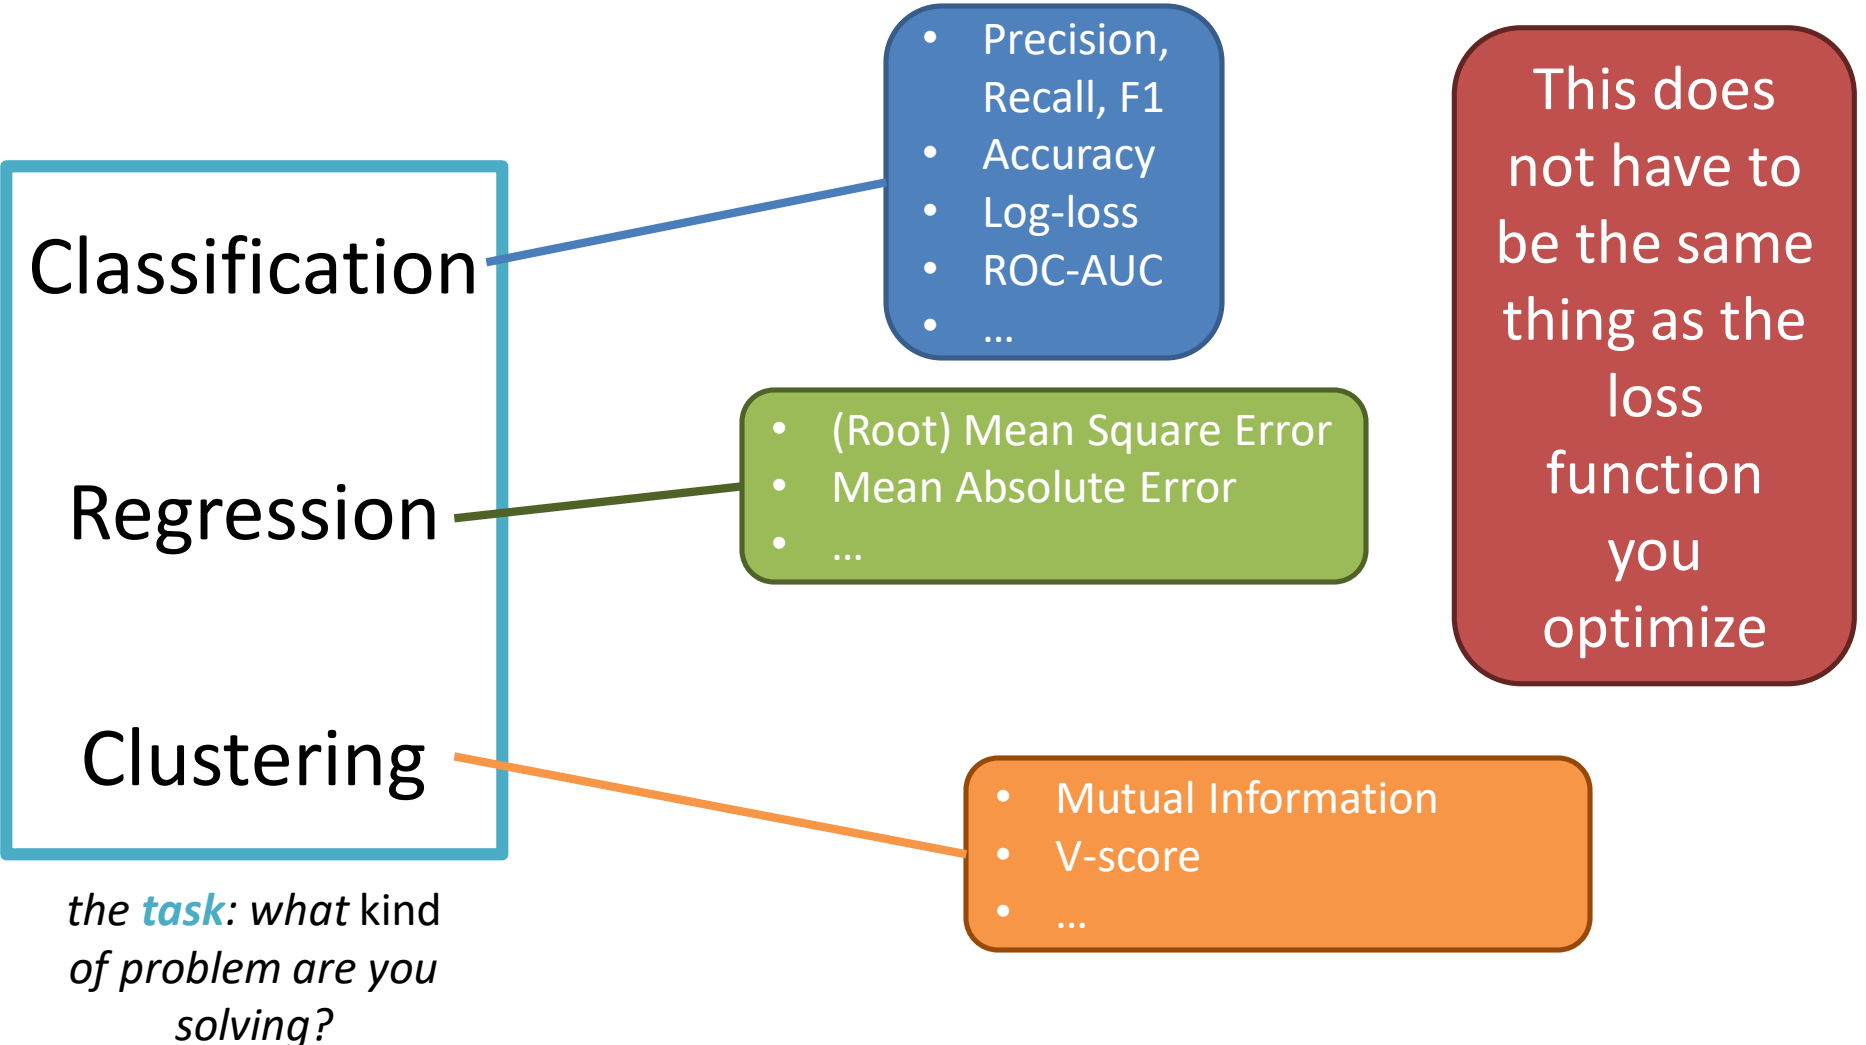 Classification
Regression
Clustering
the task: what kind
of problem are you
solving?
• Precision,
Recall, F1
• Accuracy
• Log-loss
• ROC-AUC
• …
• (Root) Mean Square Error
• Mean Absolute Error
• …
• Mutual Information
• V-score
• …
This does
not have to
be the same
thing as the
loss
function
you
optimize